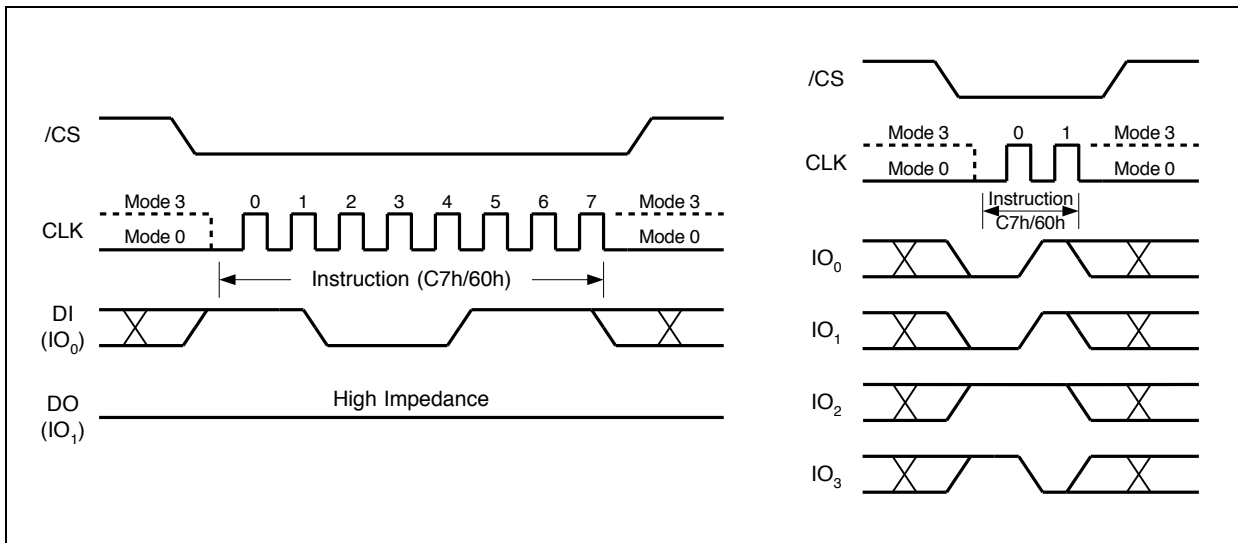 /CS
Mode 3
0 1 2 3 4 5 6 7
Mode 3
CLK
Mode 0
Mode 0
Instruction (C7h/60h)
DI
(IO0)
High Impedance
DO
(IO1)
/CS
Mode 3
0 1
Mode 3
CLK
Mode 0
Mode 0
Instruction
C7h/60h
IO0
IO1
IO2
IO3